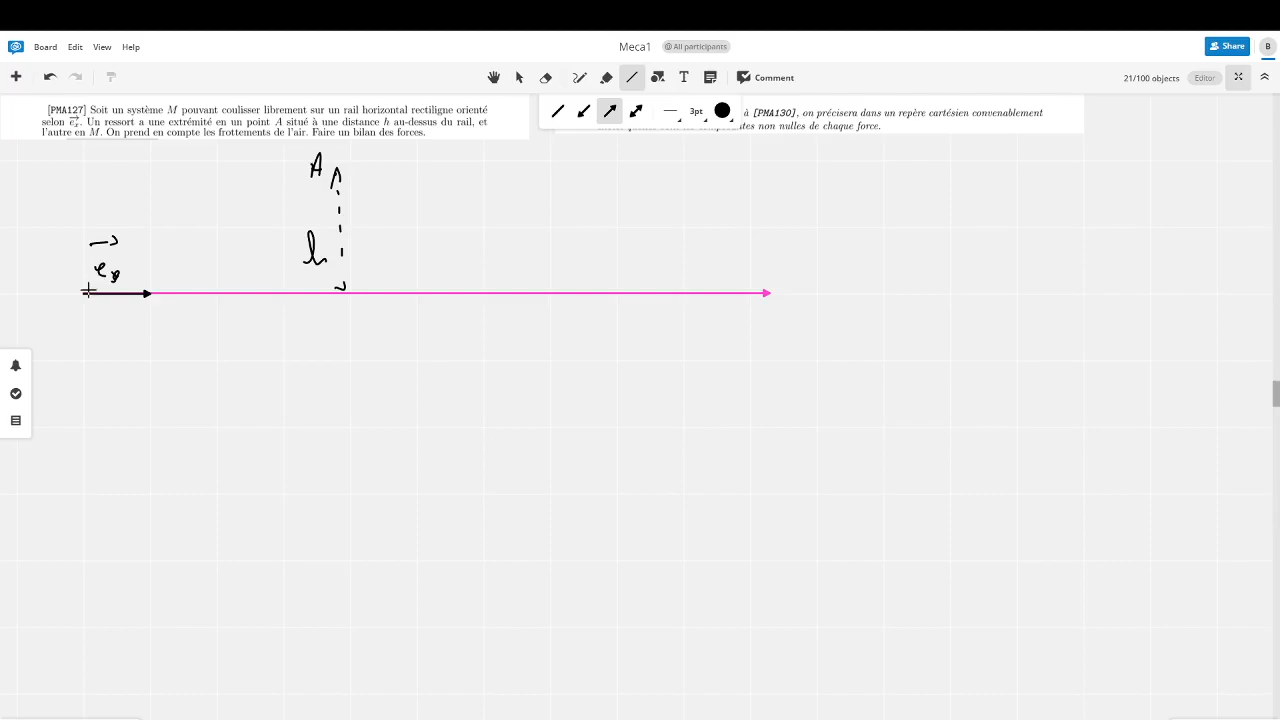 Board Edit View Help
Meca1 @ All participants
Share B
T Comment
21/100 objects Editor
[PMA127] Soit un système M pouvant coulisser librement sur un rail horizontal rectiligne orienté
selon e⃗x. Un ressort a une extrémité en un point A situé à une distance h au-dessus du rail, et
l'autre en M. On prend en compte les frottements de l'air. Faire un bilan des forces.
3pt
à [PMA130], on précisera dans un repère cartésien convenablement
composantes non nulles de chaque force.
A
h
e⃗x